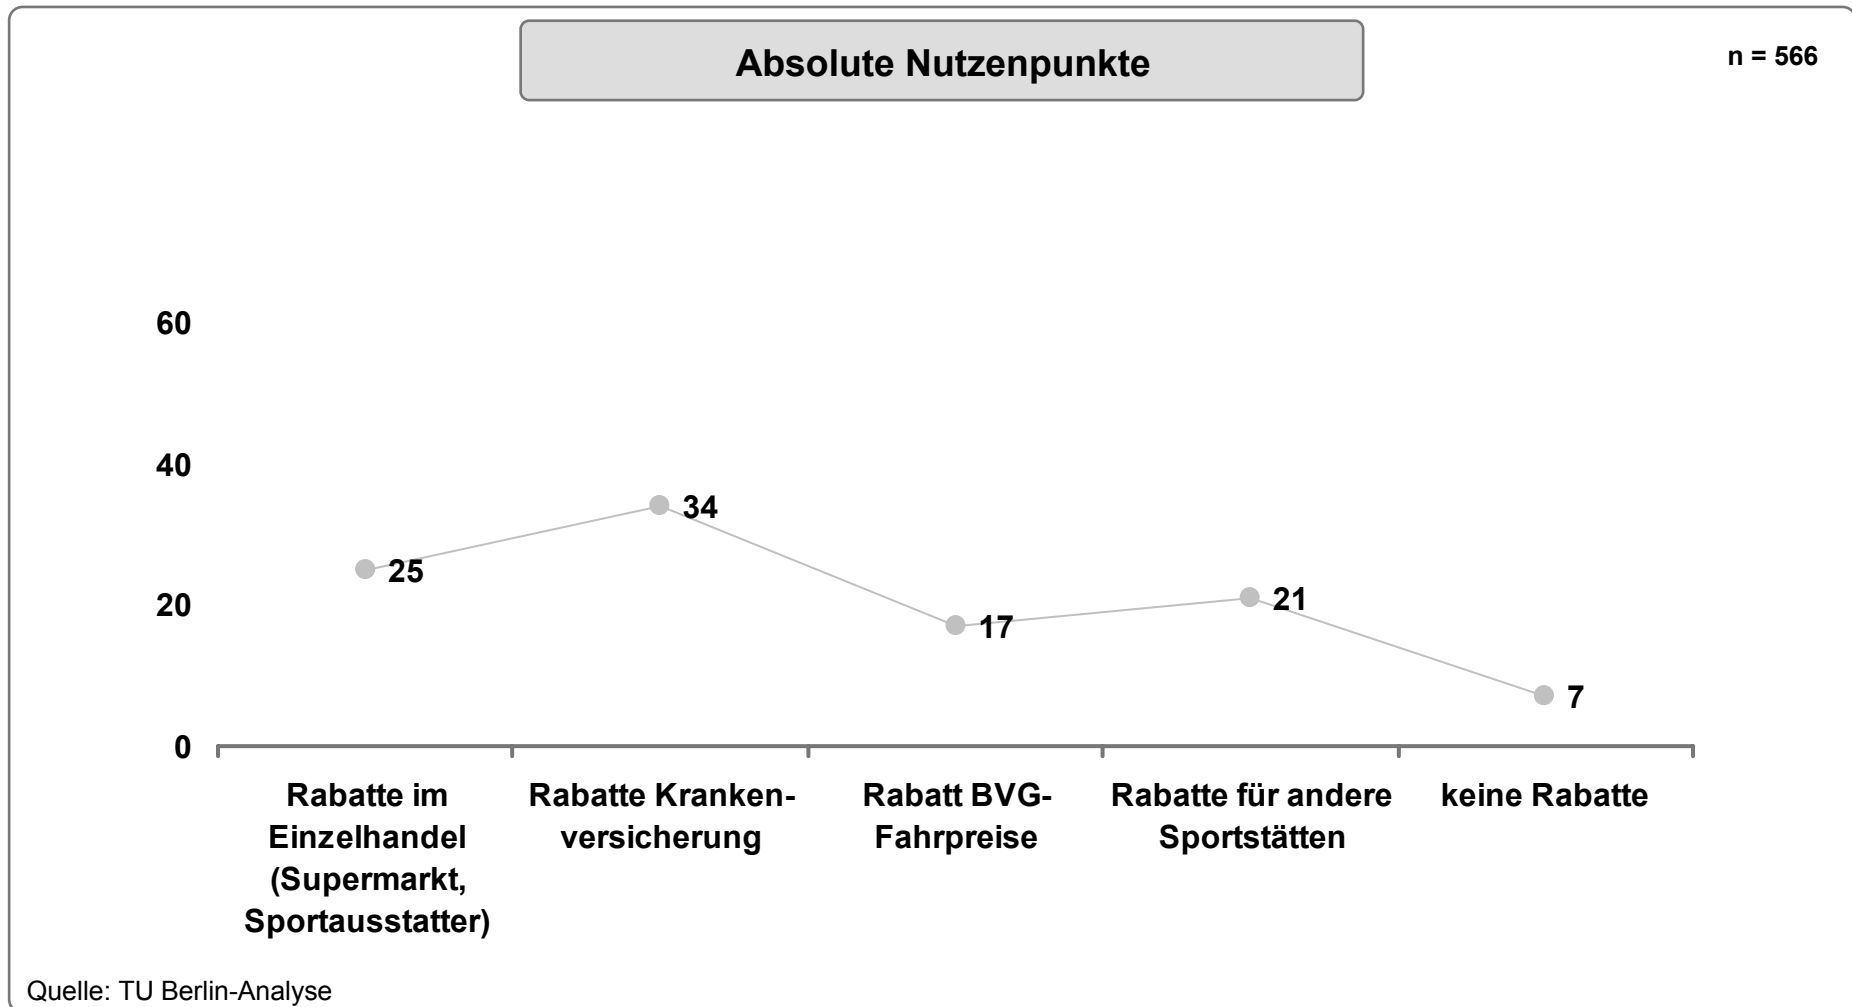 Absolute Nutzenpunkte
n = 566
60
40
20
0
25
34
17
21
7
Rabatte im
Einzelhandel
(Supermarkt,
Sportausstatter)
Rabatte Kranken-
versicherung
Rabatt BVG-
Fahrpreise
Rabatte für andere
Sportstätten
keine Rabatte
Quelle: TU Berlin-Analyse